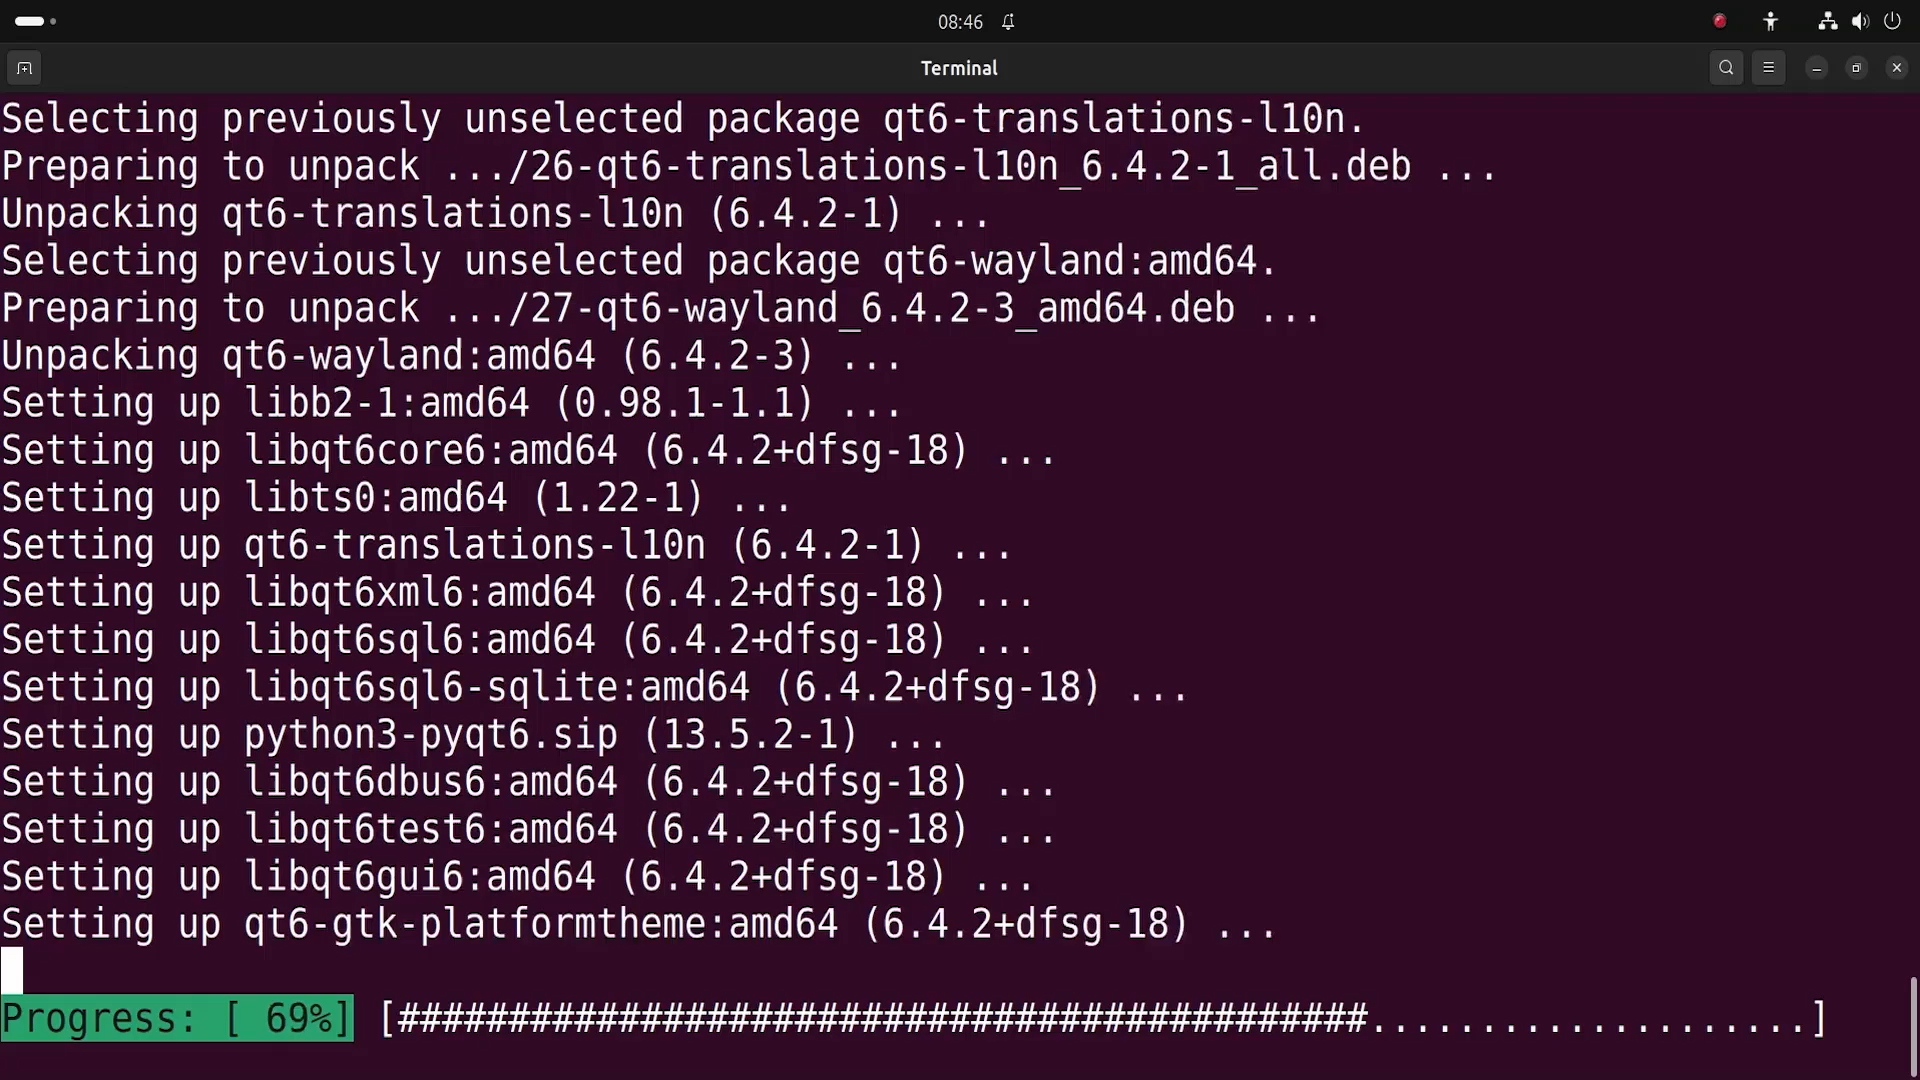 08:46
Terminal
Selecting previously unselected package qt6-translations-l10n.
Preparing to unpack .../26-qt6-translations-l10n_6.4.2-1_all.deb ...
Unpacking qt6-translations-l10n (6.4.2-1) ...
Selecting previously unselected package qt6-wayland:amd64.
Preparing to unpack .../27-qt6-wayland_6.4.2-3_amd64.deb ...
Unpacking qt6-wayland:amd64 (6.4.2-3) ...
Setting up libb2-1:amd64 (0.98.1-1.1) ...
Setting up libqt6core6:amd64 (6.4.2+dfsg-18) ...
Setting up libts0:amd64 (1.22-1) ...
Setting up qt6-translations-l10n (6.4.2-1) ...
Setting up libqt6xml6:amd64 (6.4.2+dfsg-18) ...
Setting up libqt6sql6:amd64 (6.4.2+dfsg-18) ...
Setting up libqt6sql6-sqlite:amd64 (6.4.2+dfsg-18) ...
Setting up python3-pyqt6.sip (13.5.2-1) ...
Setting up libqt6dbus6:amd64 (6.4.2+dfsg-18) ...
Setting up libqt6test6:amd64 (6.4.2+dfsg-18) ...
Setting up libqt6gui6:amd64 (6.4.2+dfsg-18) ...
Setting up qt6-gtk-platformtheme:amd64 (6.4.2+dfsg-18) ...
Progress: [ 69%] [############################################....................]